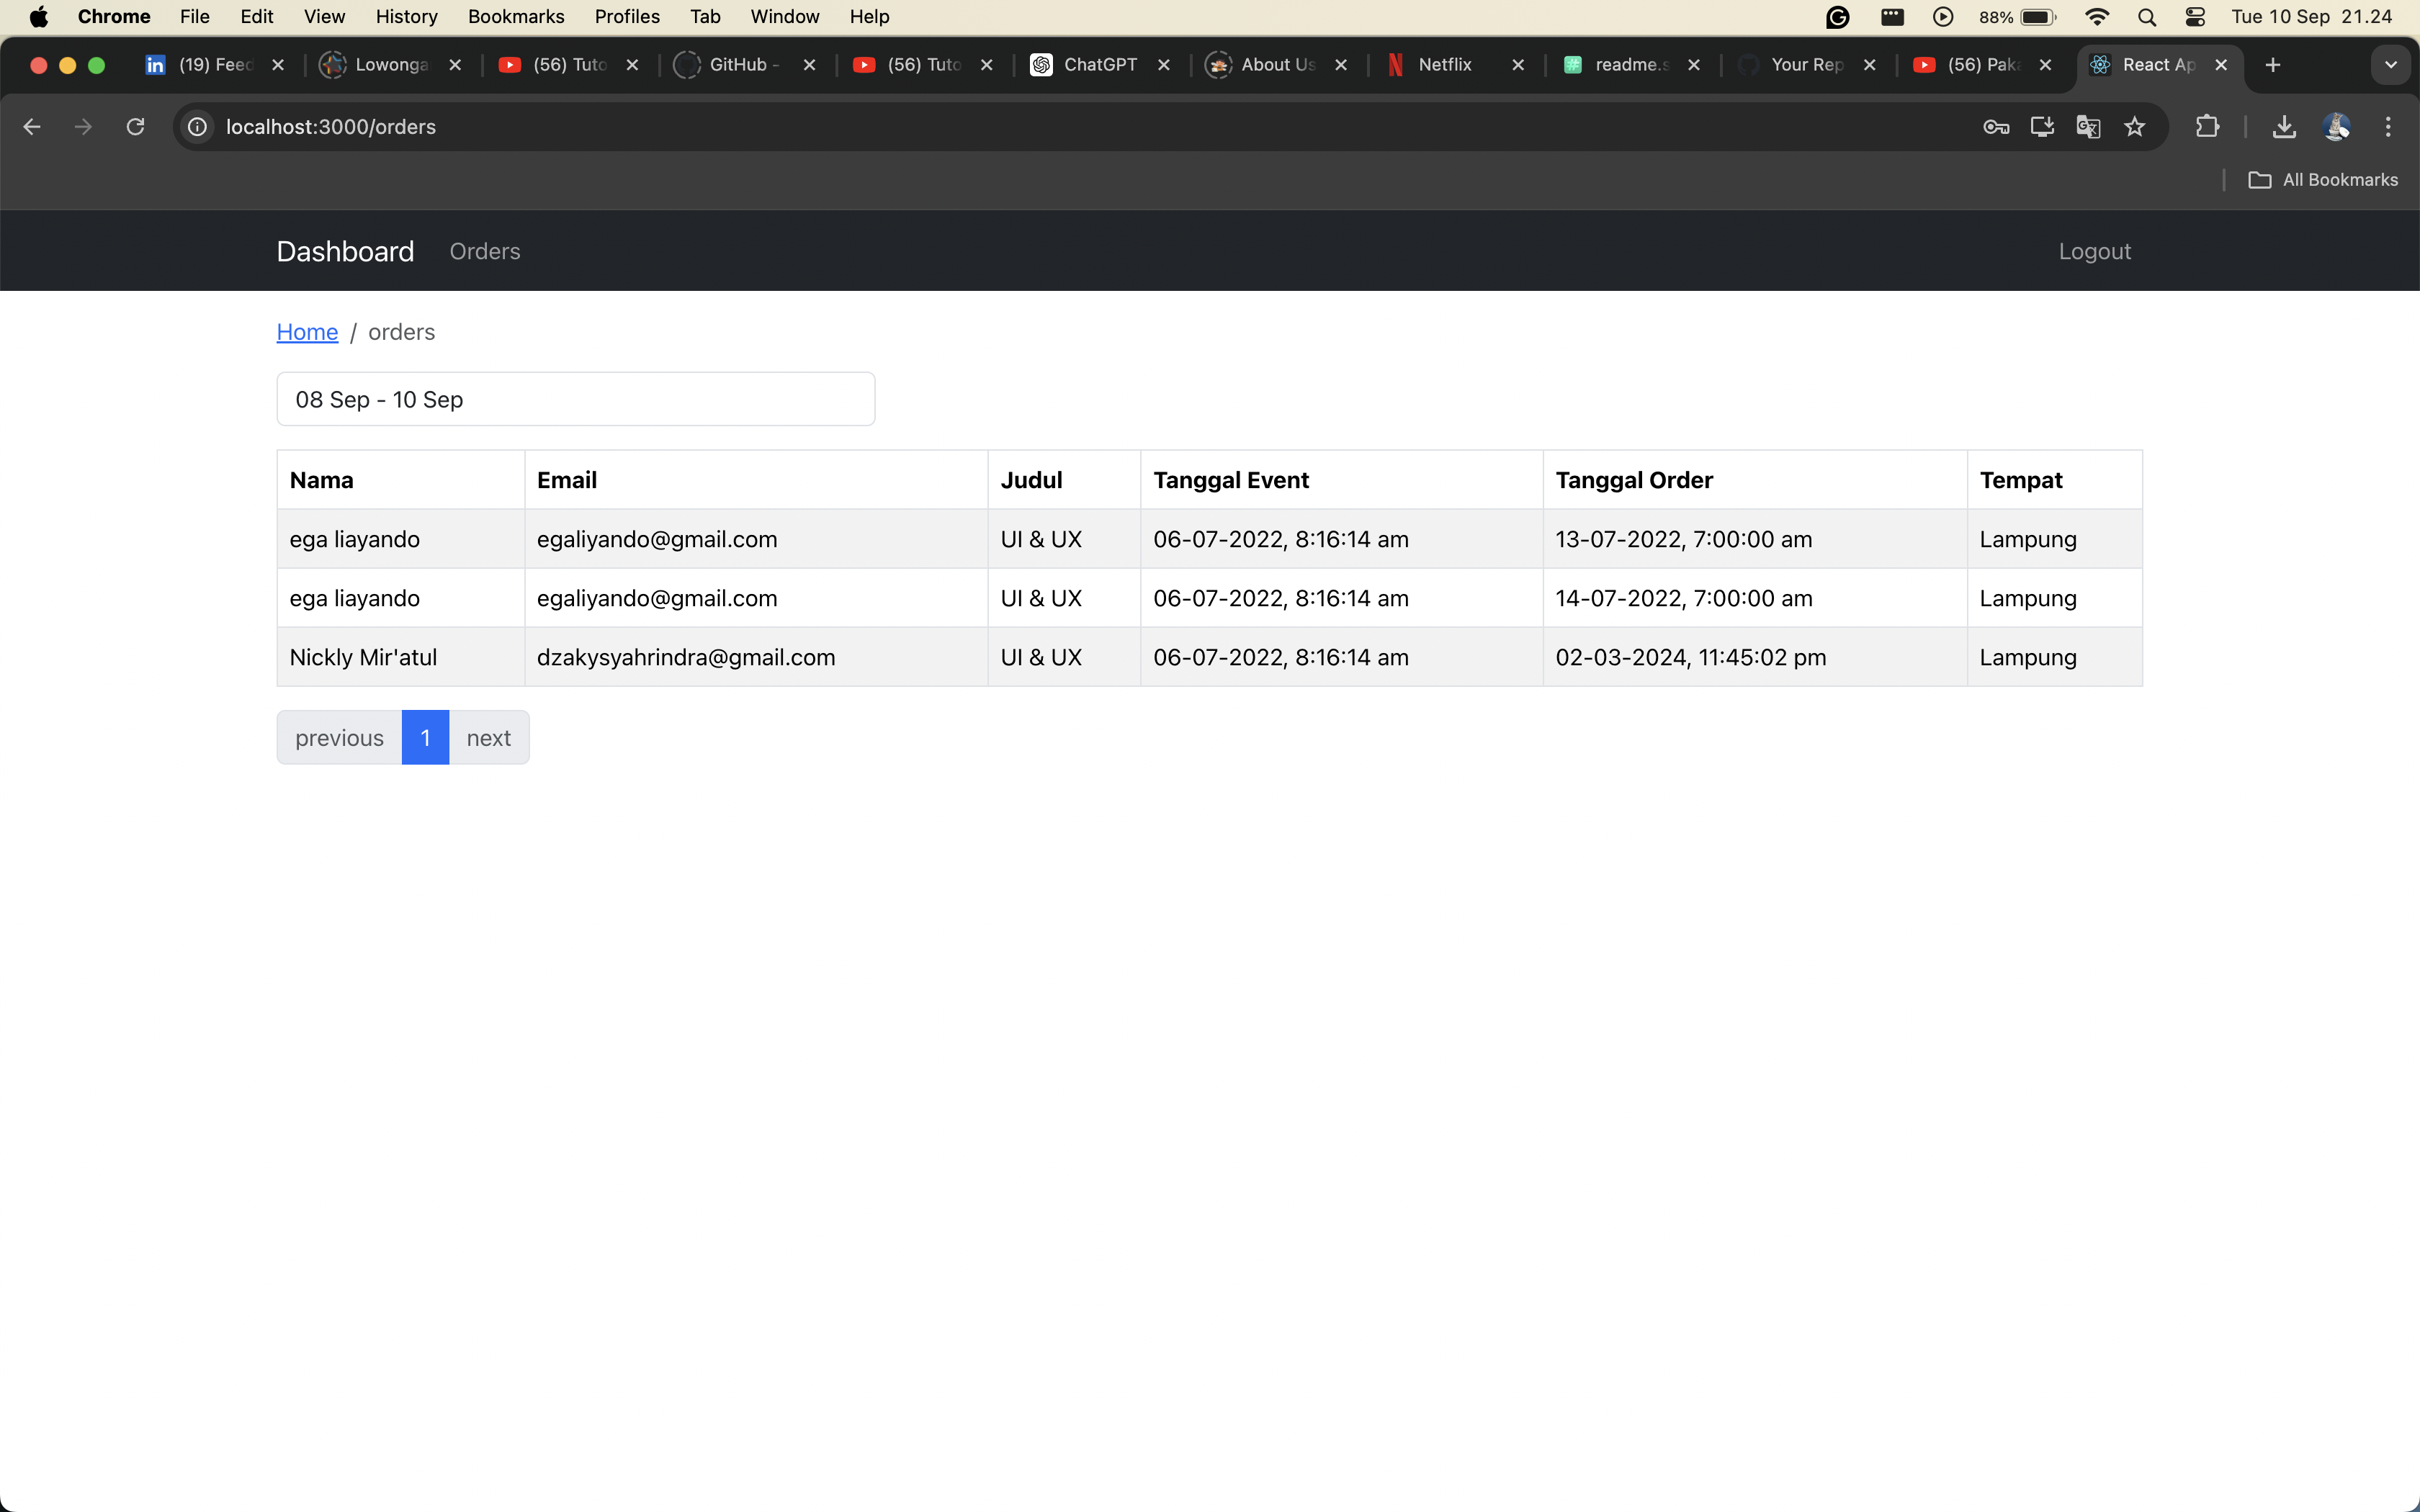 Chrome File Edit View History Bookmarks Profiles Tab Window Help 88% Tue 10 Sep 21.24
(19) Feed Lowonga (56) Tuto GitHub - (56) Tuto ChatGPT About Us Netflix readme.s Your Rep (56) Paka React Ap
localhost:3000/orders
All Bookmarks
Dashboard Orders Logout
Home / orders
08 Sep - 10 Sep
Nama Email Judul Tanggal Event Tanggal Order Tempat
ega liayando egaliyando@gmail.com UI & UX 06-07-2022, 8:16:14 am 13-07-2022, 7:00:00 am Lampung
ega liayando egaliyando@gmail.com UI & UX 06-07-2022, 8:16:14 am 14-07-2022, 7:00:00 am Lampung
Nickly Mir'atul dzakysyahrindra@gmail.com UI & UX 06-07-2022, 8:16:14 am 02-03-2024, 11:45:02 pm Lampung
previous 1 next